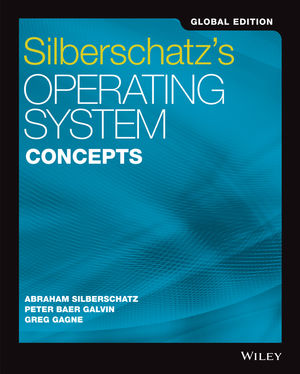 GLOBAL EDITION
Silberschatz's
OPERATING
SYSTEM
CONCEPTS
ABRAHAM SILBERSCHATZ
PETER BAER GALVIN
GREG GAGNE
WILEY